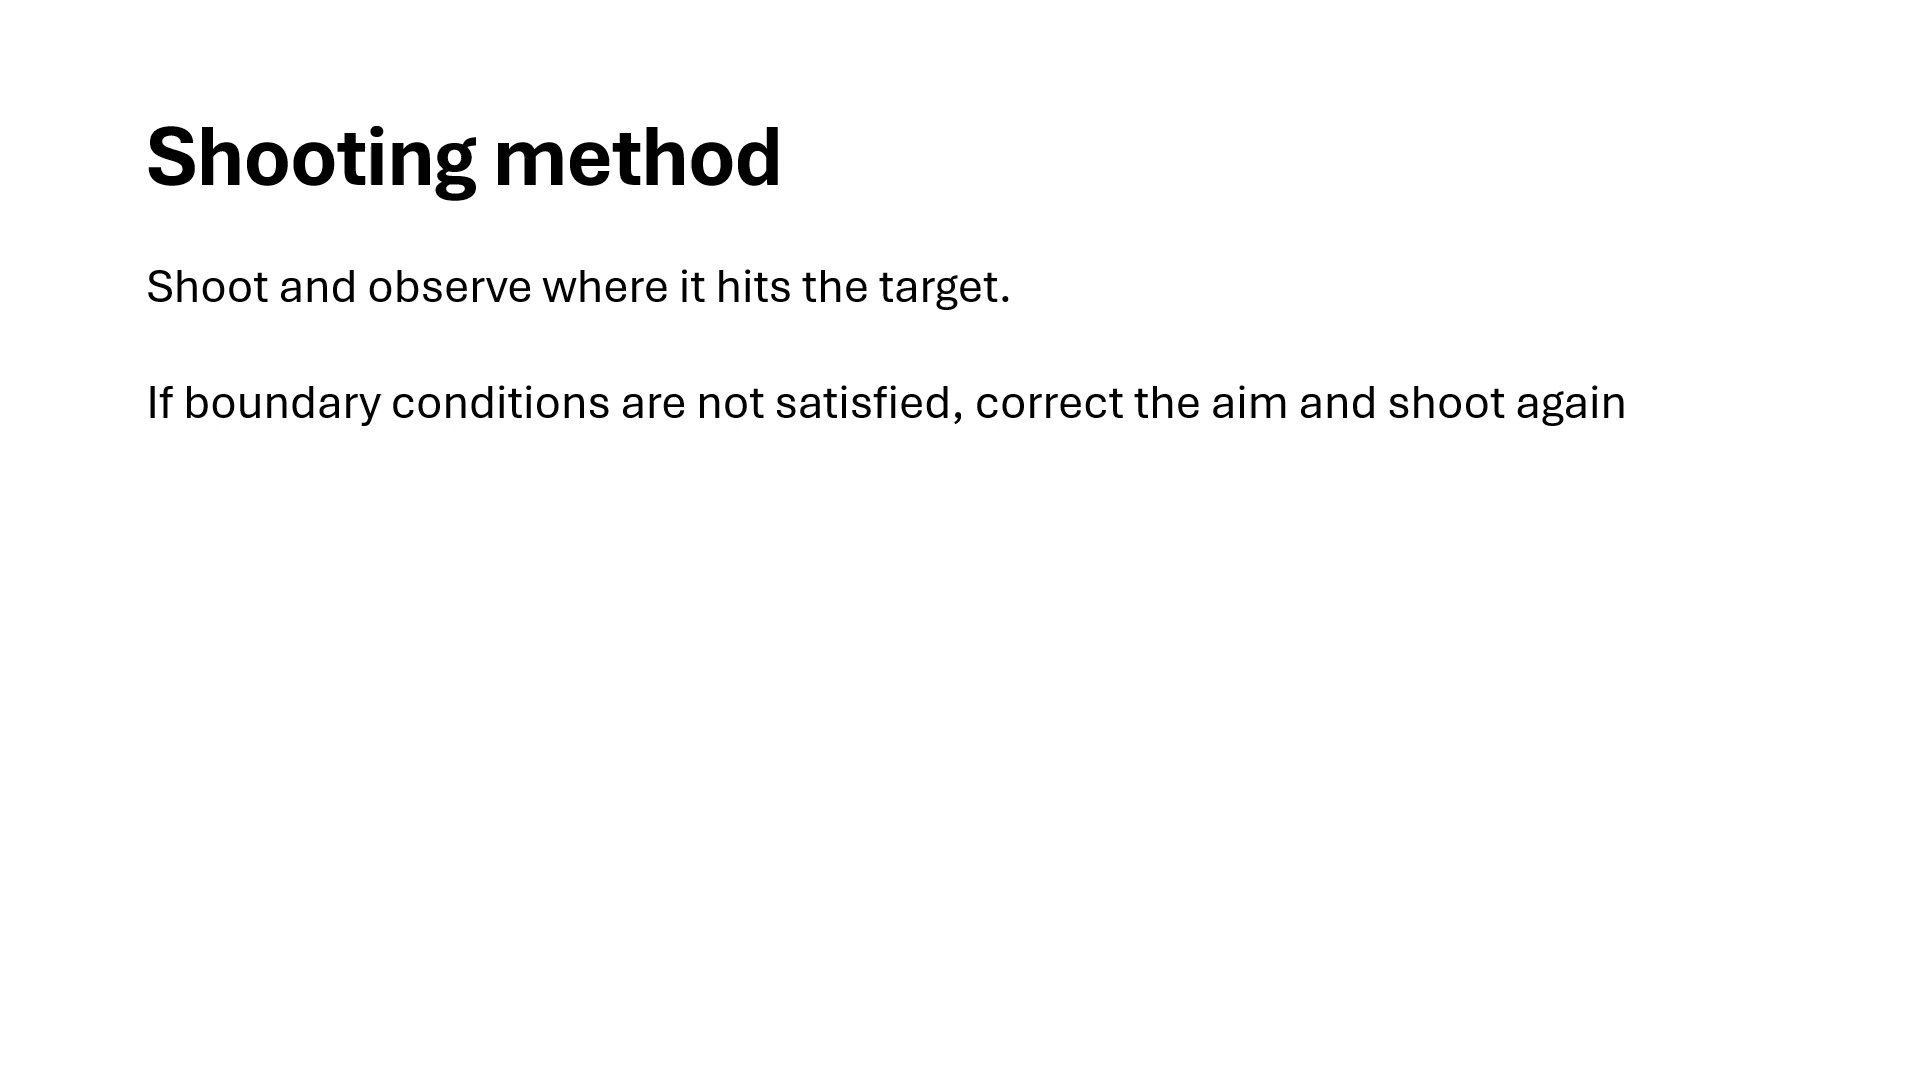 Shooting method
Shoot and observe where it hits the target.
If boundary conditions are not satisfied, correct the aim and shoot again